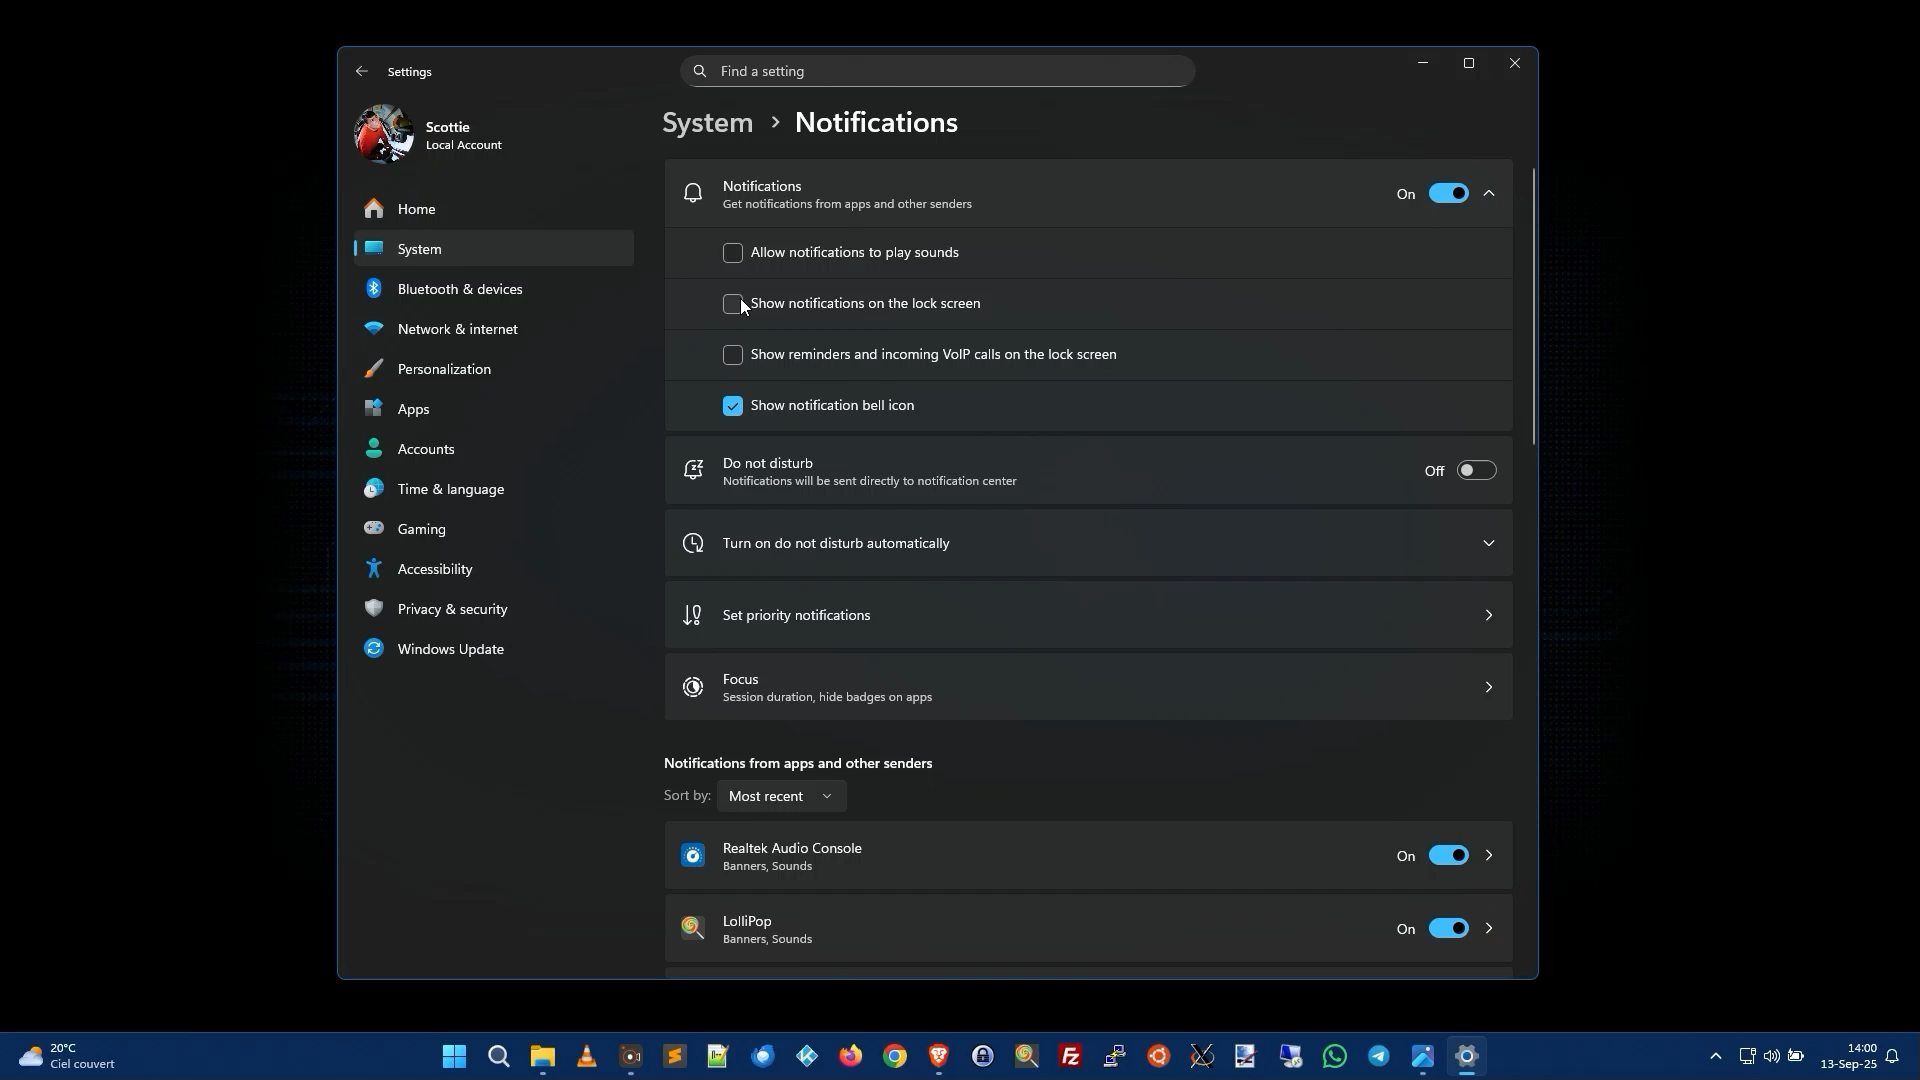 Settings
Find a setting
Scottie
Local Account
Home
System
Bluetooth & devices
Network & internet
Personalization
Apps
Accounts
Time & language
Gaming
Accessibility
Privacy & security
Windows Update
System > Notifications
Notifications
Get notifications from apps and other senders
On
Allow notifications to play sounds
Show notifications on the lock screen
Show reminders and incoming VoIP calls on the lock screen
Show notification bell icon
Do not disturb
Notifications will be sent directly to notification center
Off
Turn on do not disturb automatically
Set priority notifications
Focus
Session duration, hide badges on apps
Notifications from apps and other senders
Sort by: Most recent
Realtek Audio Console
Banners, Sounds
On
LolliPop
Banners, Sounds
On
20°C
Ciel couvert
14:00
13-Sep-25